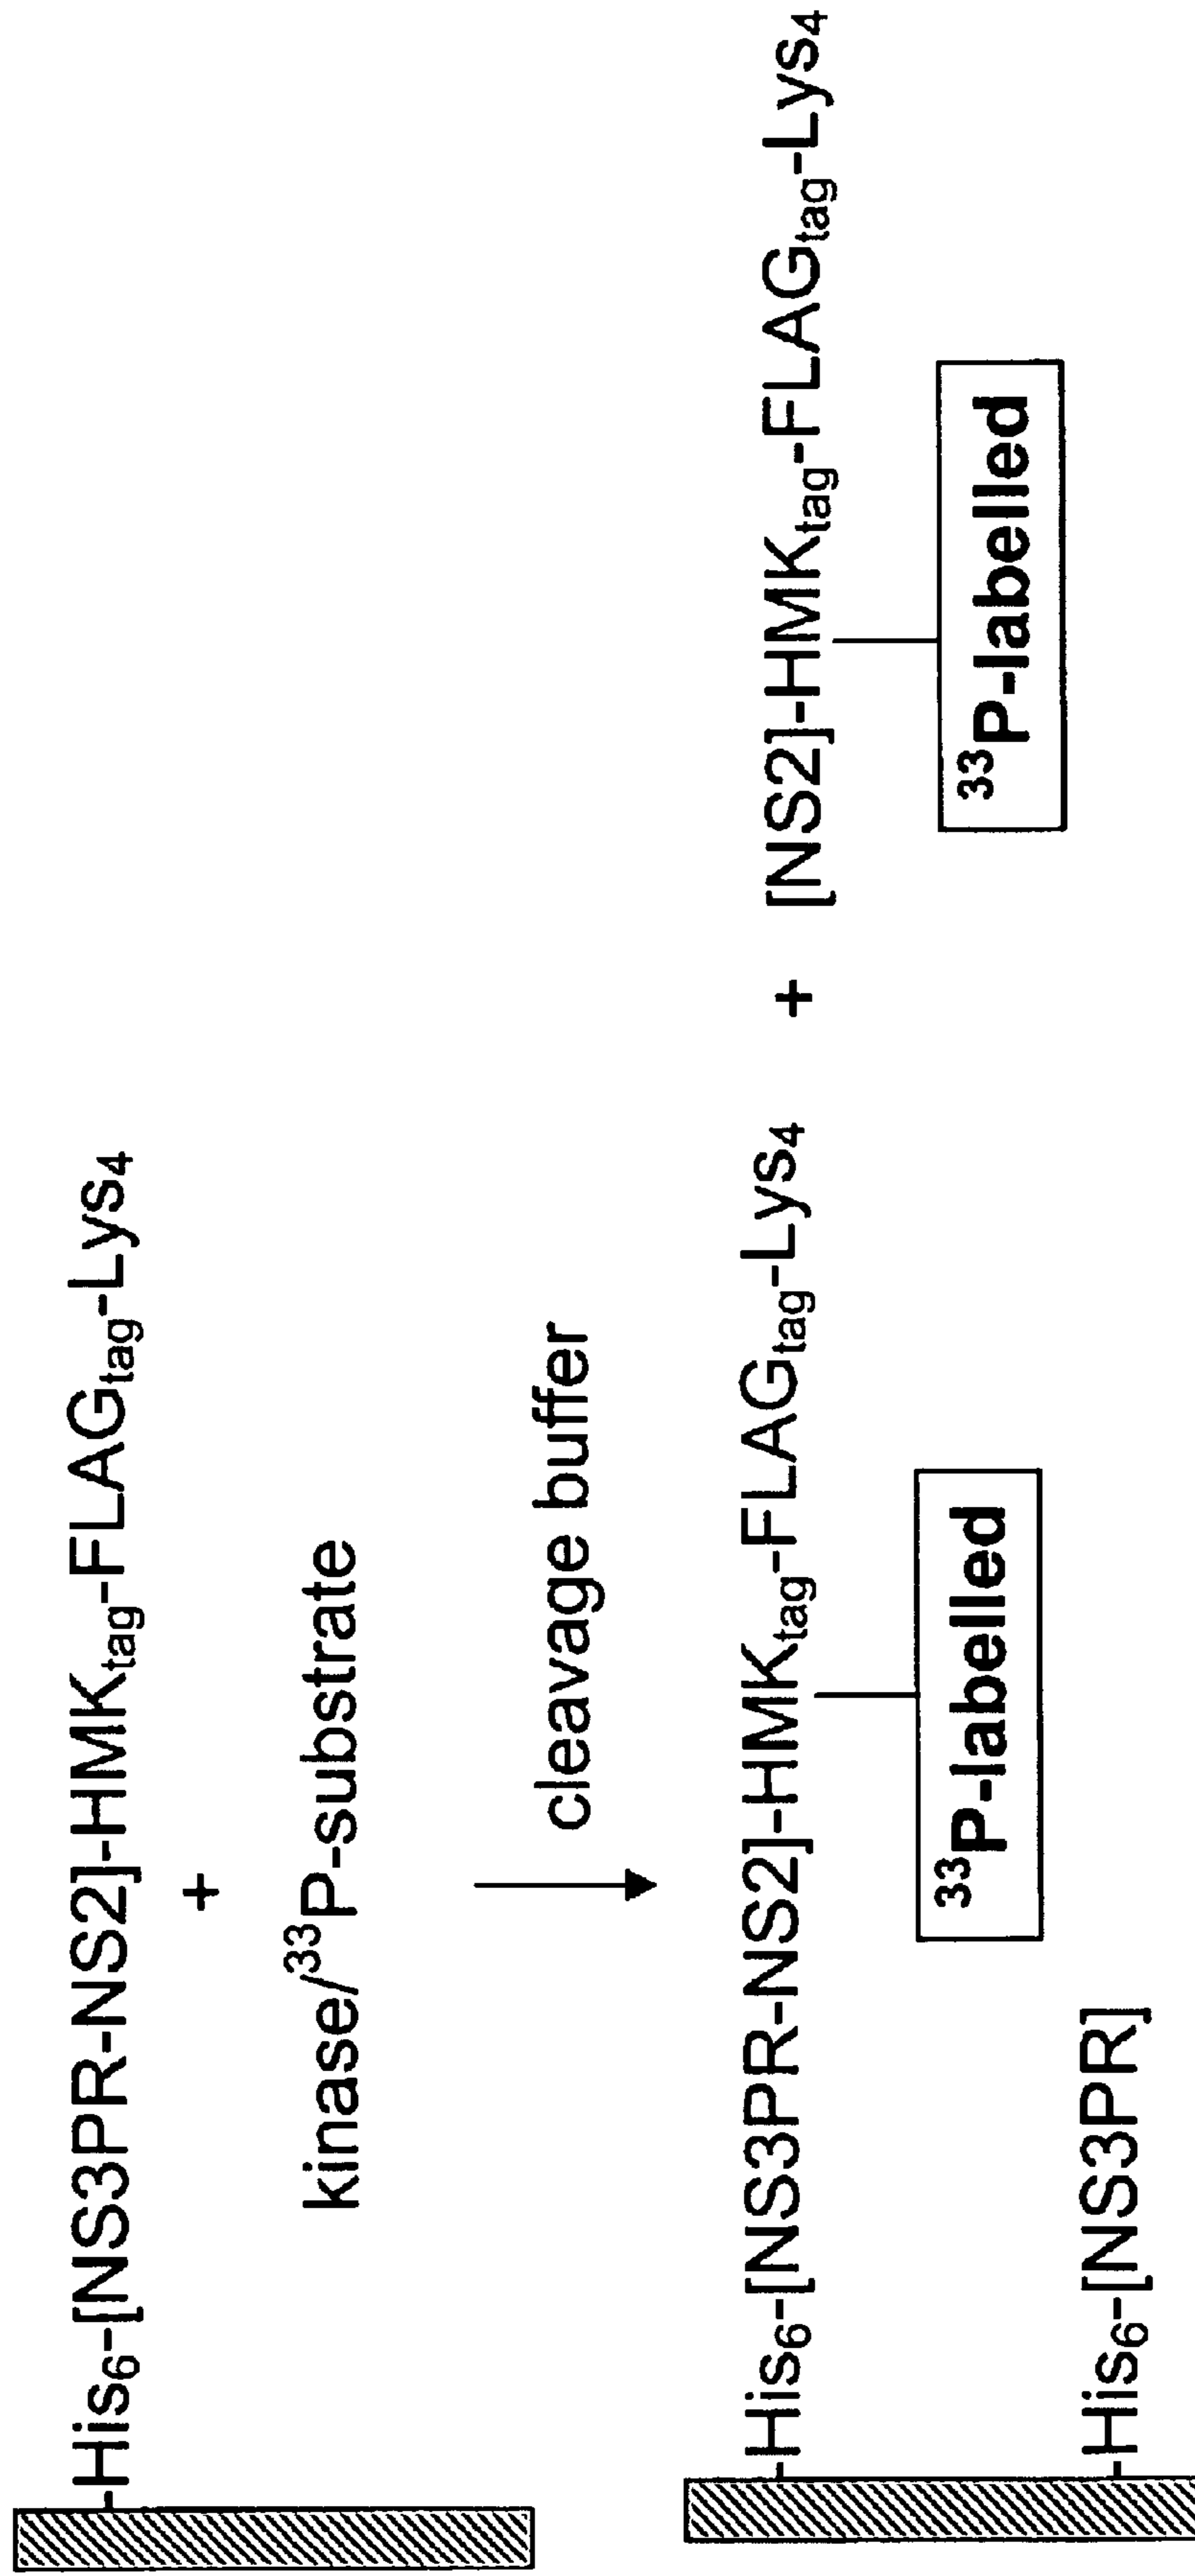 -His₆-[NS3PR-NS2]-HMKtag-FLAGtag-Lys₄
+
kinase/³³P-substrate
cleavage buffer
-His₆-[NS3PR-NS2]-HMKtag-FLAGtag-Lys₄ + [NS2]-HMKtag-FLAGtag-Lys₄
³³P-labelled ³³P-labelled
-His₆-[NS3PR]